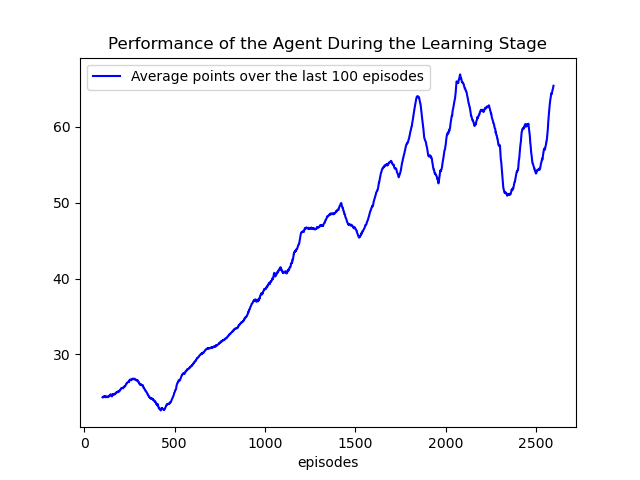 Performance of the Agent During the Learning Stage
Average points over the last 100 episodes
60
50
40
30
0 500 1000 1500 2000 2500
episodes